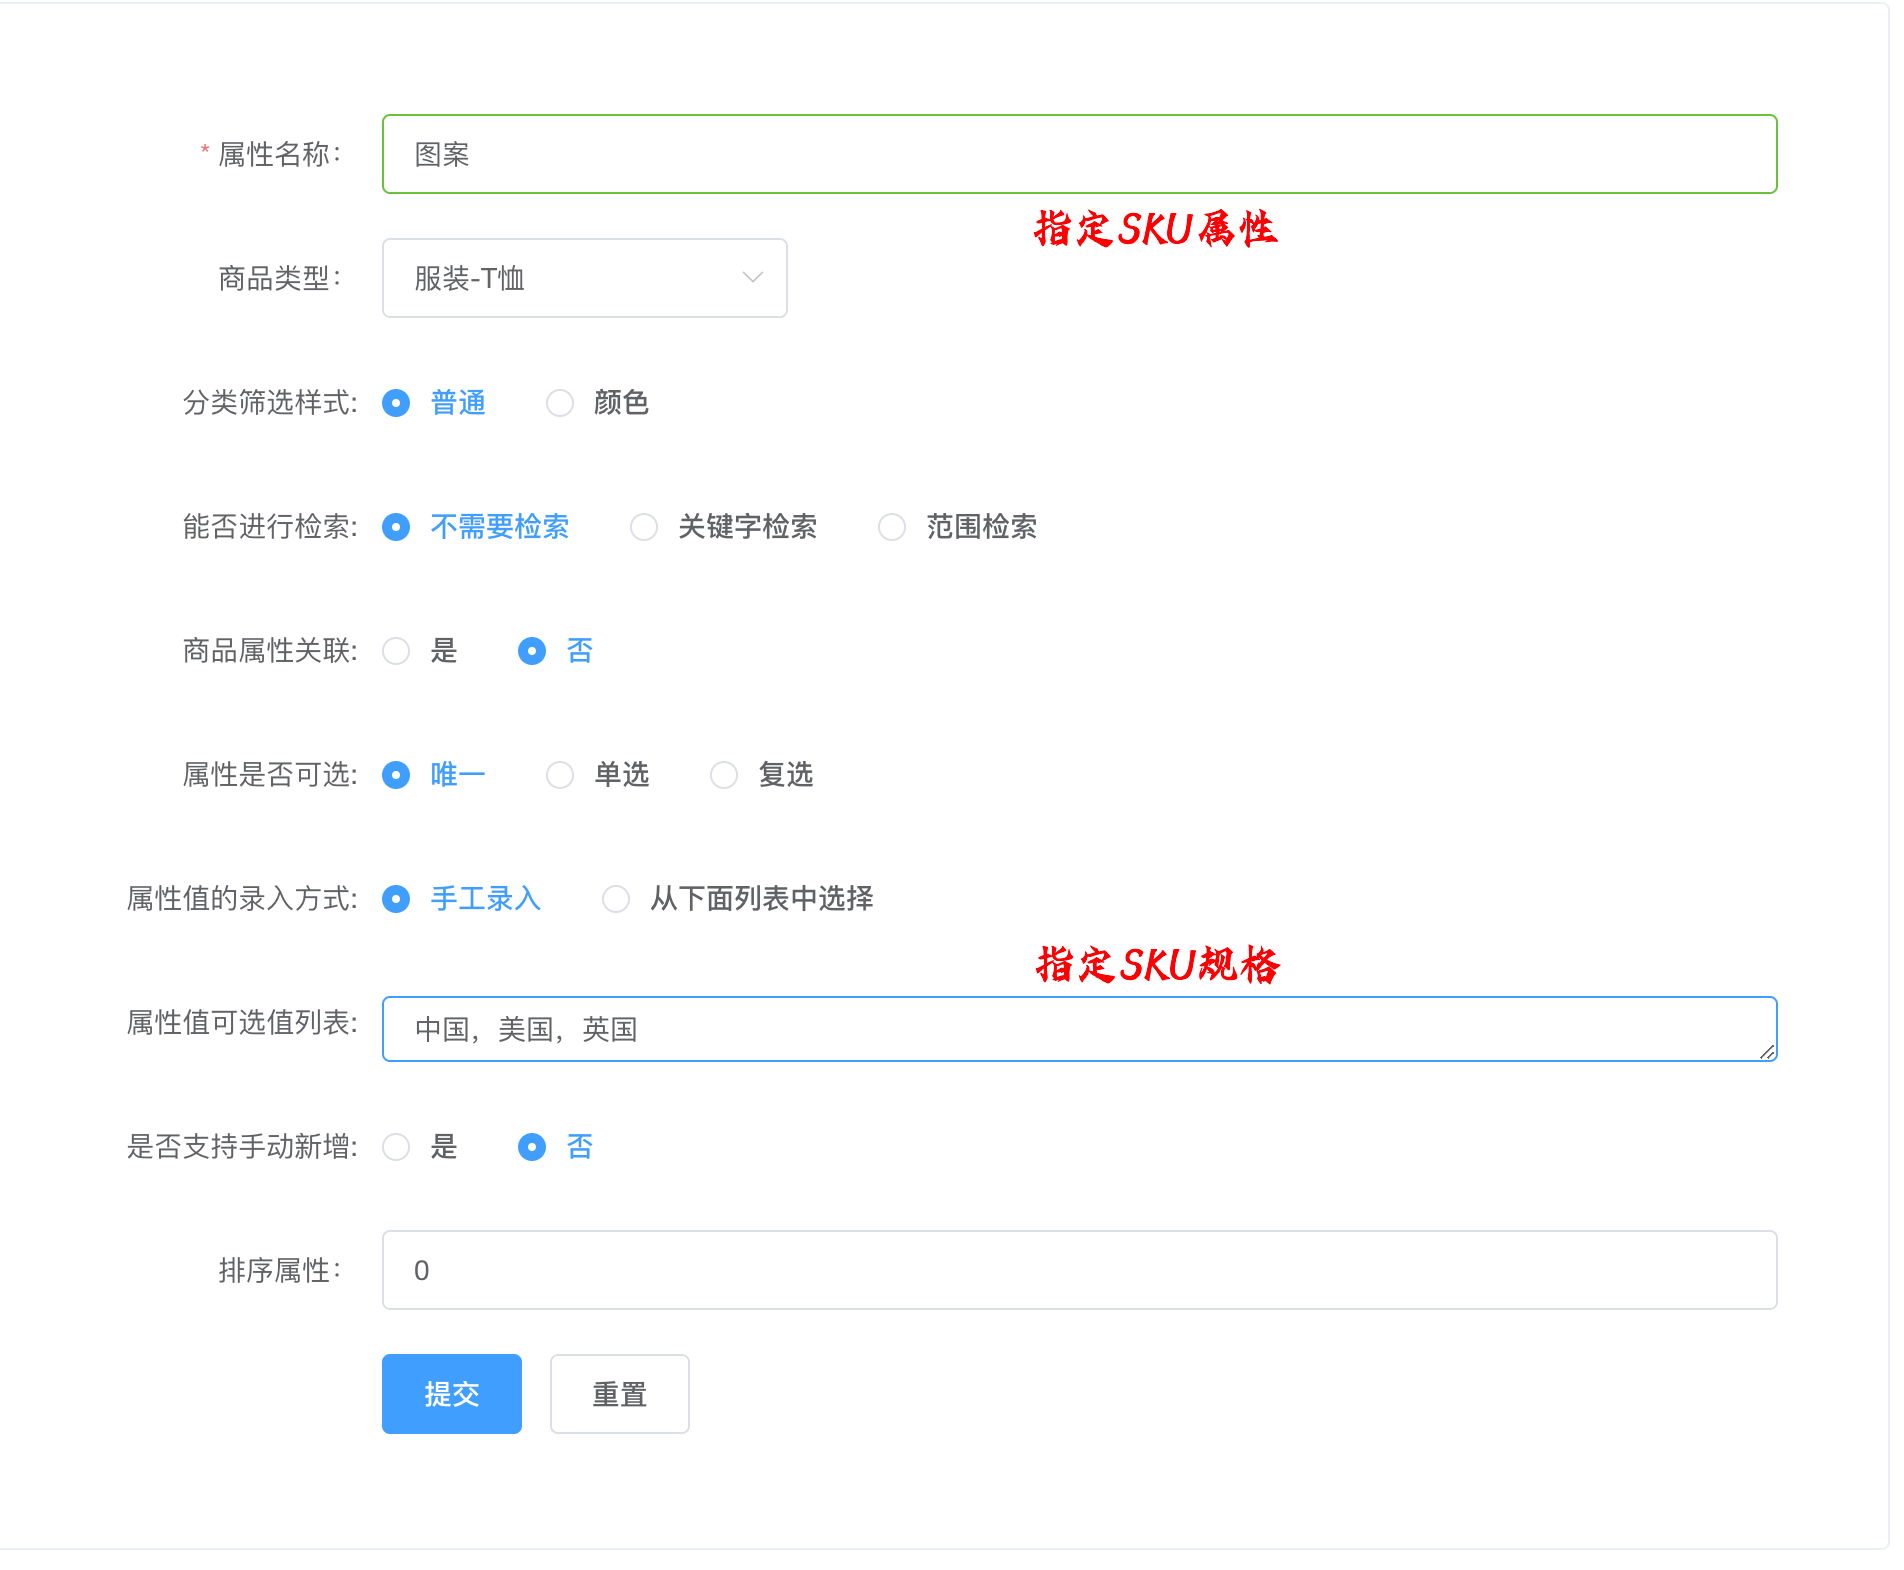 * 属性名称：
图案
指定SKU属性
商品类型：
服装-T恤
分类筛选样式: 普通 颜色
能否进行检索: 不需要检索 关键字检索 范围检索
商品属性关联: 是 否
属性是否可选: 唯一 单选 复选
属性值的录入方式: 手工录入 从下面列表中选择
指定SKU规格
属性值可选值列表:
中国，美国，英国
是否支持手动新增: 是 否
排序属性：
0
提交 重置